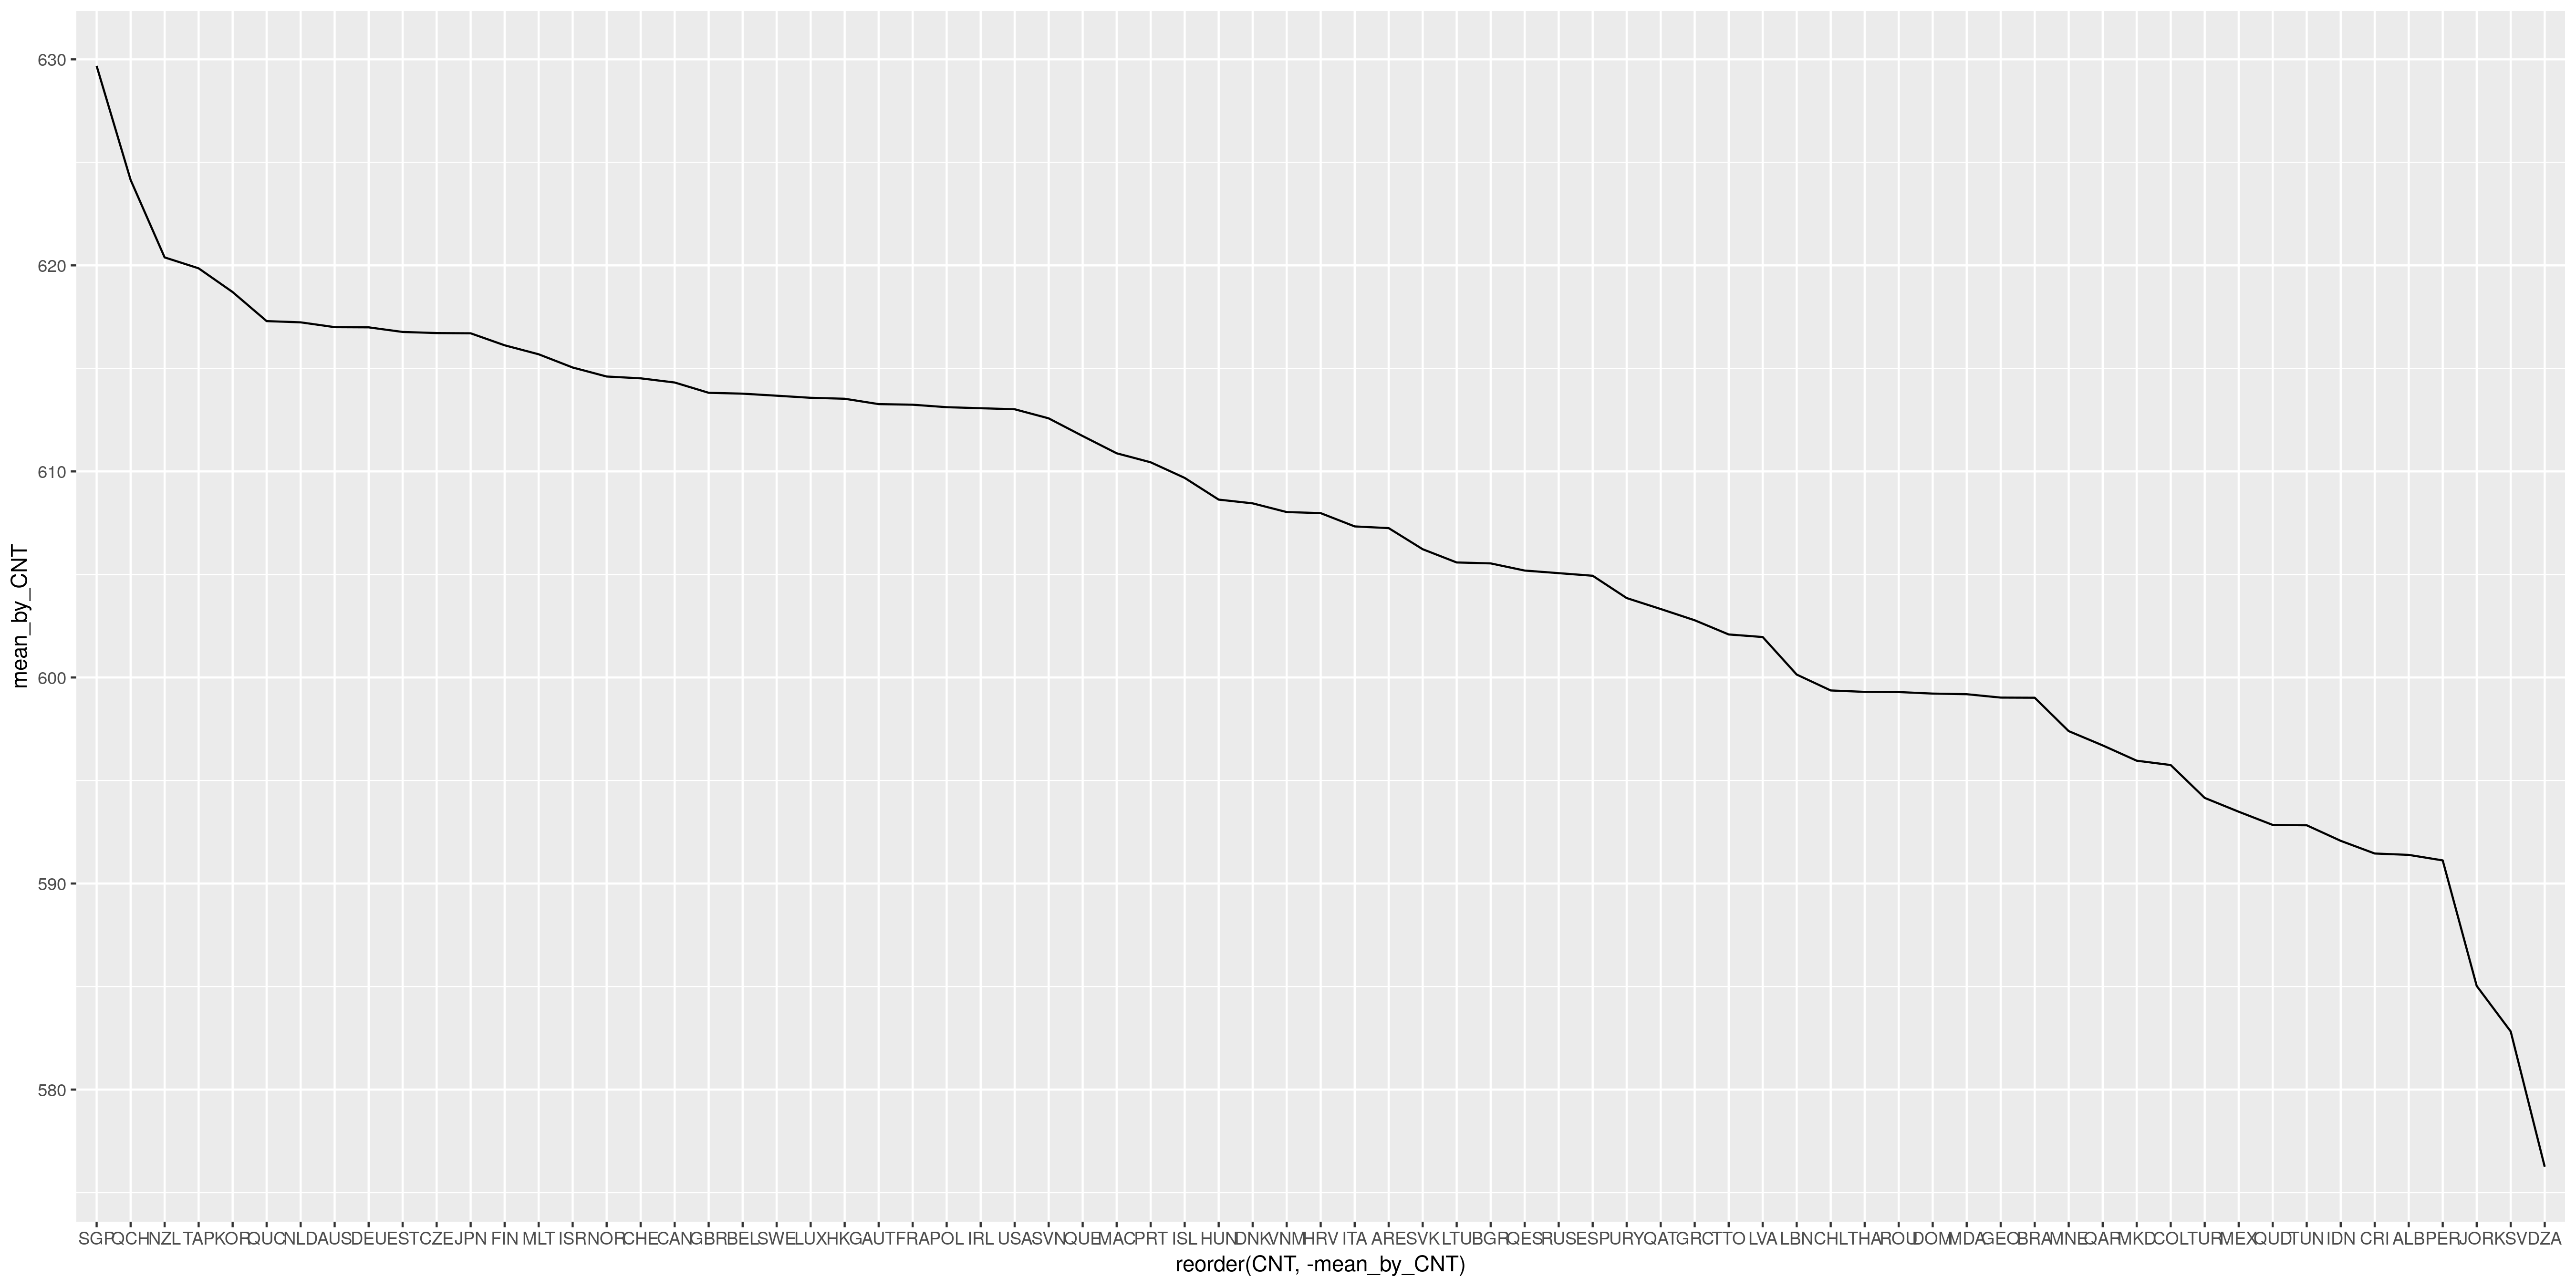 630
620
610
600
590
580
mean_by_CNT
SGP QCH NZL TAP KOR QUC NLD AUS DEU EST CZE JPN FIN MLT ISR NOR CHE CAN GBR BEL SWE LUX HKG AUT FRA POL IRL USA SVN QUE MAC PRT ISL HUN DNK VNM HRV ITA ARE SVK LTU BGR QES RUS ESP URY QAT GRC TTO LVA LBN CHL THA ROU DOM MDA GEO BRA MNE QAR MKD COL TUR MEX QUD TUN IDN CRI ALB PER JOR KSV DZA
reorder(CNT, -mean_by_CNT)